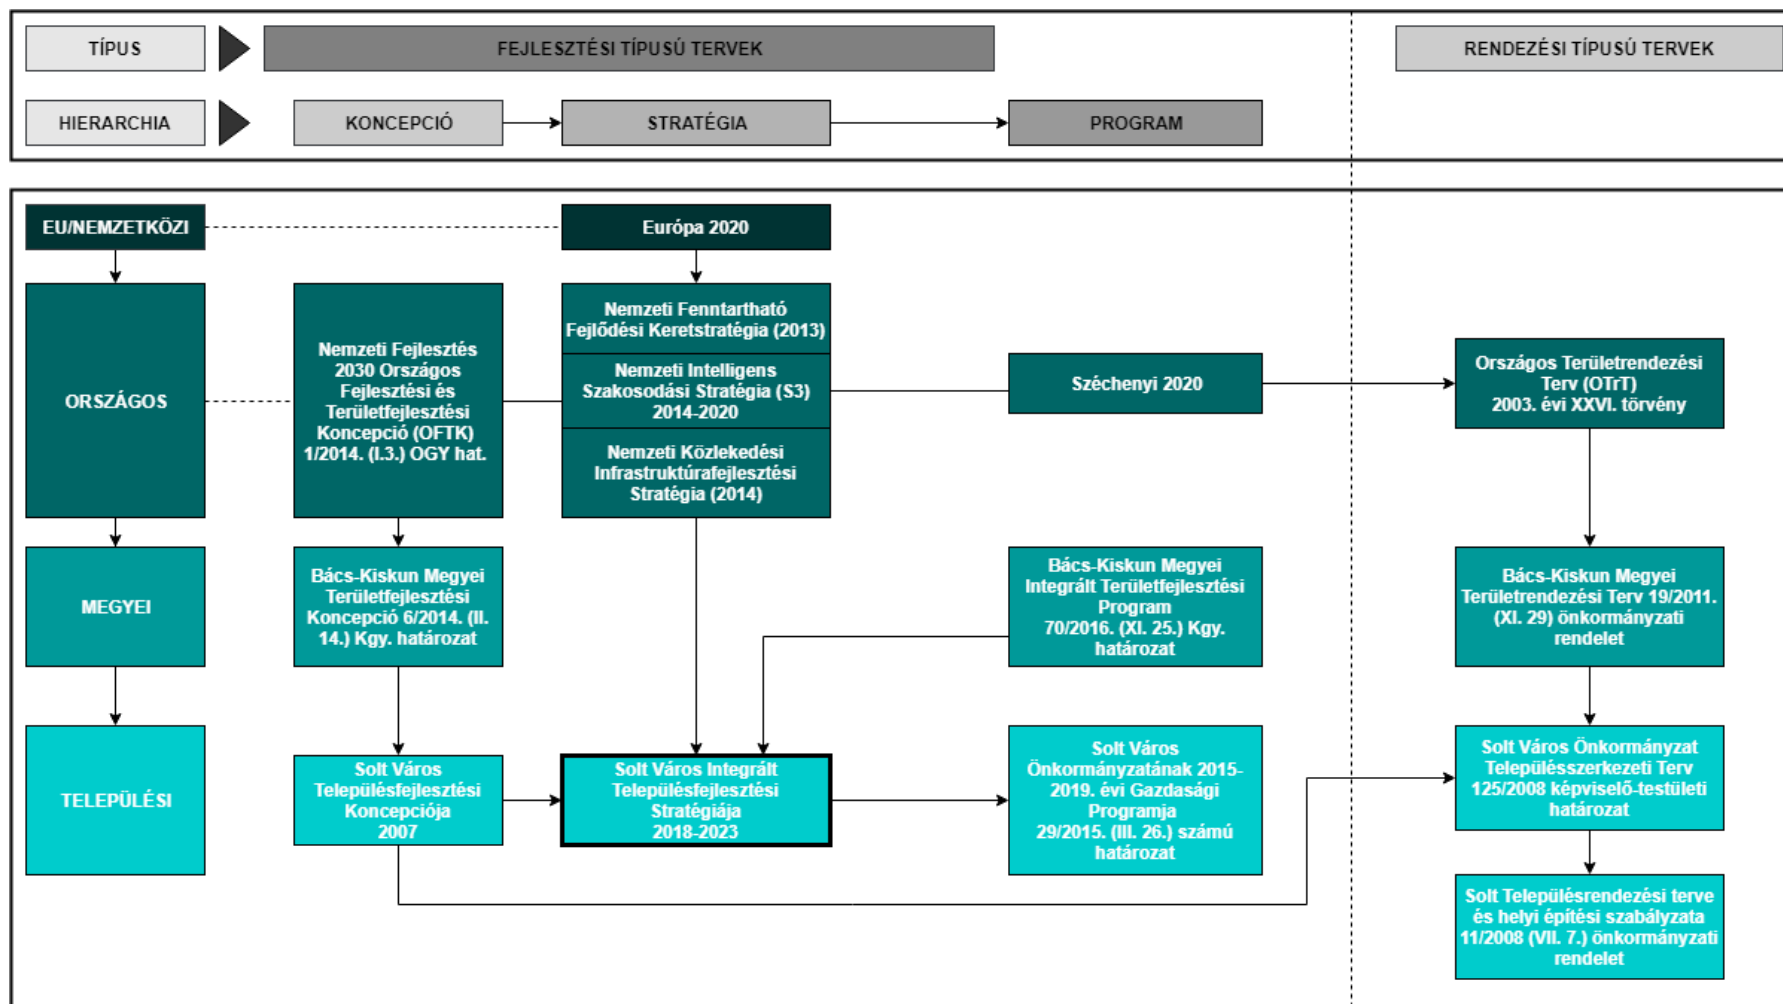 TÍPUS
FEJLESZTÉSI TÍPUSÚ TERVEK
RENDEZÉSI TÍPUSÚ TERVEK
HIERARCHIA
KONCEPCIÓ
STRATÉGIA
PROGRAM
EU/NEMZETKÖZI
Európa 2020
ORSZÁGOS
Nemzeti Fejlesztés
2030 Országos
Fejlesztési és
Területfejlesztési
Koncepció (OFTK)
1/2014. (I.3.) OGY hat.
Nemzeti Fenntartható
Fejlődési Keretstratégia (2013)
Nemzeti Intelligens
Szakosodási Stratégia (S3)
2014-2020
Nemzeti Közlekedési
Infrastruktúrafejlesztési
Stratégia (2014)
Széchenyi 2020
Országos Területrendezési
Terv (OTrT)
2003. évi XXVI. törvény
MEGYEI
Bács-Kiskun Megyei
Területfejlesztési
Koncepció 6/2014. (II.
14.) Kgy. határozat
Bács-Kiskun Megyei
Integrált Területfejlesztési
Program
70/2016. (XI. 25.) Kgy.
határozat
Bács-Kiskun Megyei
Területrendezési Terv 19/2011.
(XI. 29) önkormányzati
rendelet
TELEPÜLÉSI
Solt Város
Településfejlesztési
Koncepciója
2007
Solt Város Integrált
Településfejlesztési
Stratégiája
2018-2023
Solt Város
Önkormányzatának 2015-
2019. évi Gazdasági
Programja
29/2015. (III. 26.) számú
határozat
Solt Város Önkormányzat
Településszerkezeti Terv
125/2008 képviselő-testületi
határozat
Solt Településrendezési terve
és helyi építési szabályzata
11/2008 (VII. 7.) önkormányzati
rendelet